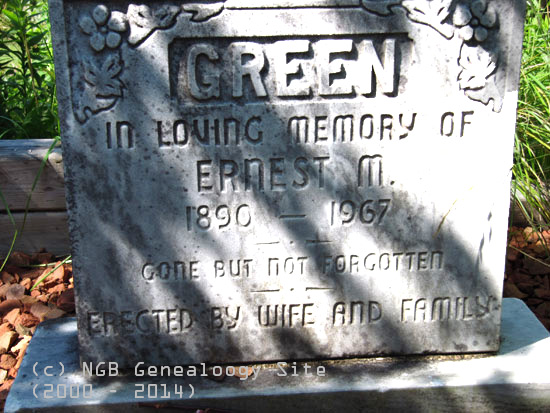 GREEN
IN LOVING MEMORY OF
ERNEST M.
1890 — 1967
GONE BUT NOT FORGOTTEN
ERECTED BY WIFE AND FAMILY
(c) NGB Genealoogy Site
(2000 - 2014)